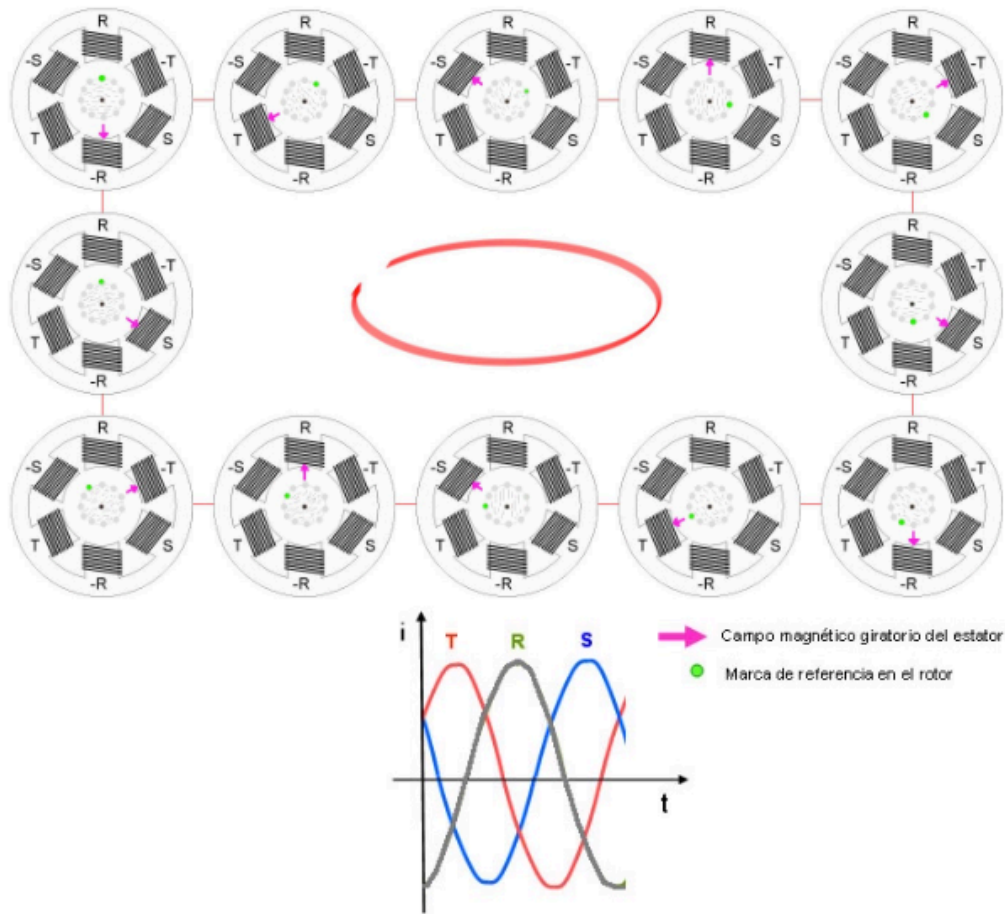 R R R R R
-S -T -S -T -S -T -S -T -S -T
T S T S T S T S T S
-R -R -R -R -R
R R
-S -T -S -T
T S T S
-R -R
R R R R R
-S -T -S -T -S -T -S -T -S -T
T S T S T S T S T S
-R -R -R -R -R
i T R S
t
Campo magnético giratorio del estator
Marca de referencia en el rotor